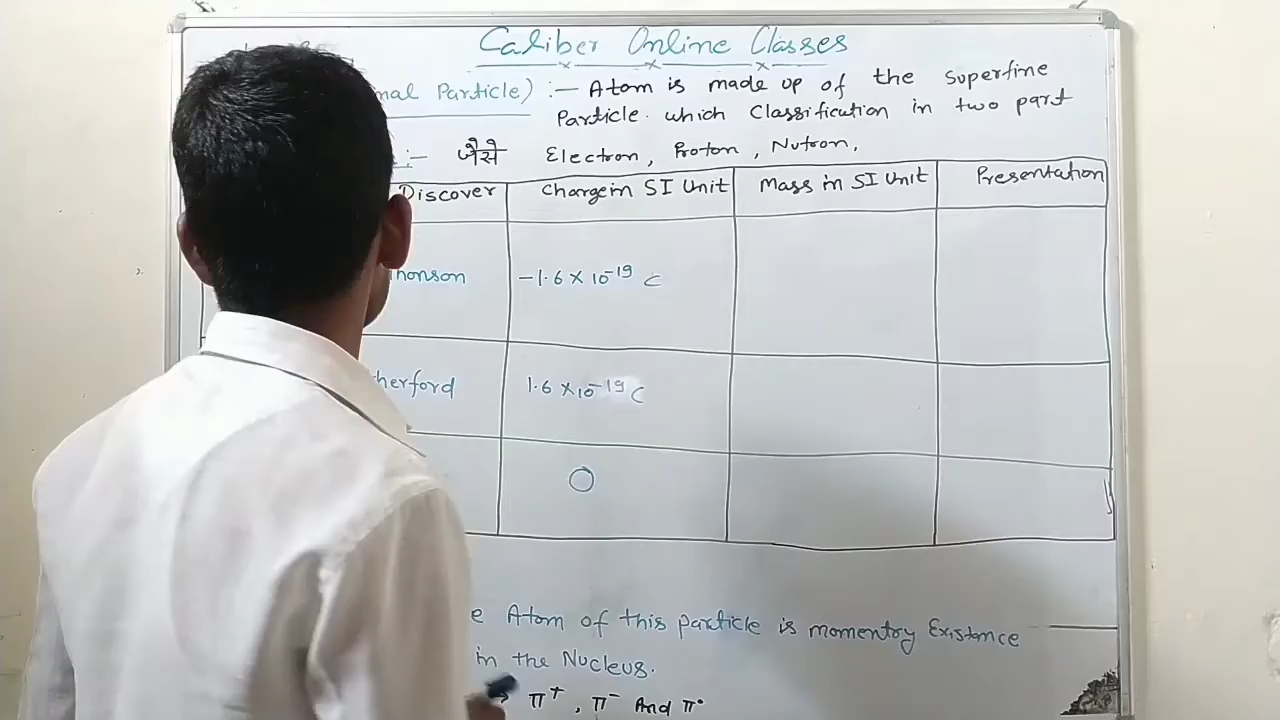 Caliber Online Classes
mal Particle) :— Atom is made up of the superfine
Particle. which Classification in two part
:- जैसे Electron, Proton, Nutron,
Discover Charge in SI Unit Mass in SI Unit Presentation
honson -1.6 × 10⁻¹⁹ C
herford 1.6 × 10⁻¹⁹ C
0
e Atom of this particle is momentry Existence
in the Nucleus.
→ π⁺, π⁻ And π°